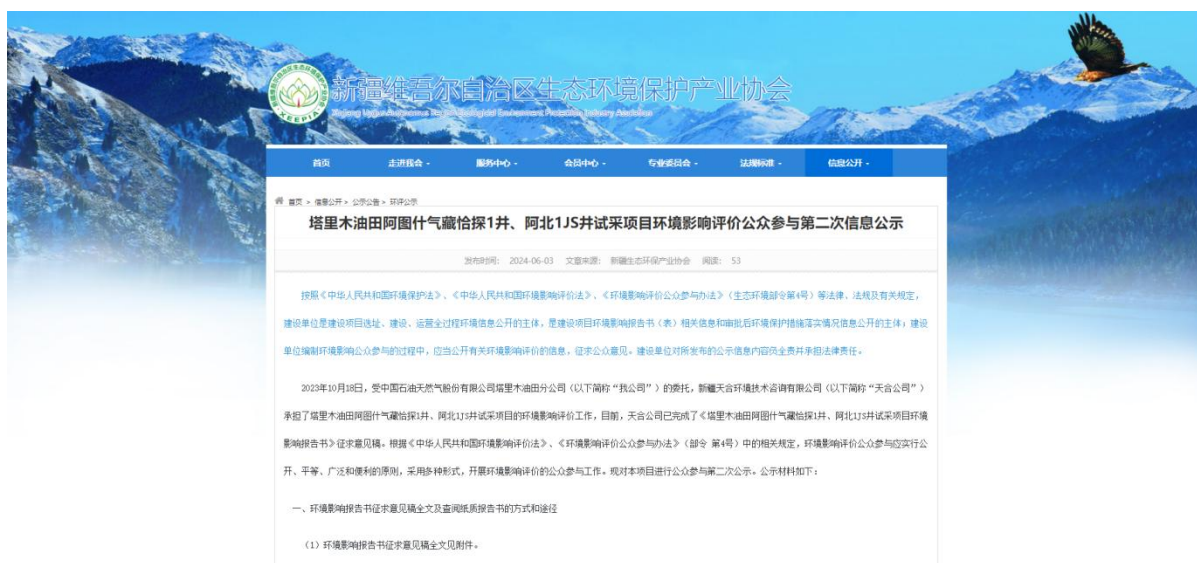 新疆维吾尔自治区生态环境保护产业协会
Xinjiang Uygur Autonomous Region Ecological Environment Protection Industry Association
XEEPIA
首页 走进我会 服务中心 会员中心 专业委员会 法规标准 信息公开
首页 > 信息公开 > 公示公告 > 环评公示
塔里木油田阿图什气藏恰探1井、阿北1JS井试采项目环境影响评价公众参与第二次信息公示
发布时间: 2024-06-03 文章来源: 新疆生态环保产业协会 阅读: 53
按照《中华人民共和国环境保护法》、《中华人民共和国环境影响评价法》、《环境影响评价公众参与办法》(生态环境部令第4号)等法律、法规及有关规定,
建设单位是建设项目选址、建设、运营全过程环境信息公开的主体,是建设项目环境影响报告书(表)相关信息和审批后环境保护措施落实情况信息公开的主体;建设
单位编制环境影响公众参与的过程中,应当公开有关环境影响评价的信息,征求公众意见。建设单位对所发布的公示信息内容负全责并承担法律责任。
2023年10月18日,受中国石油天然气股份有限公司塔里木油田分公司(以下简称“我公司”)的委托,新疆天合环境技术咨询有限公司(以下简称“天合公司”)
承担了塔里木油田阿图什气藏恰探1井、阿北1JS井试采项目的环境影响评价工作,目前,天合公司已完成了《塔里木油田阿图什气藏恰探1井、阿北1JS井试采项目环境
影响报告书》征求意见稿。根据《中华人民共和国环境影响评价法》、《环境影响评价公众参与办法》(部令 第4号)中的相关规定,环境影响评价公众参与应实行公
开、平等、广泛和便利的原则,采用多种形式,开展环境影响评价的公众参与工作。现对本项目进行公众参与第二次公示。公示材料如下:
一、环境影响报告书征求意见稿全文及查阅纸质报告书的方式和途径
(1)环境影响报告书征求意见稿全文见附件。